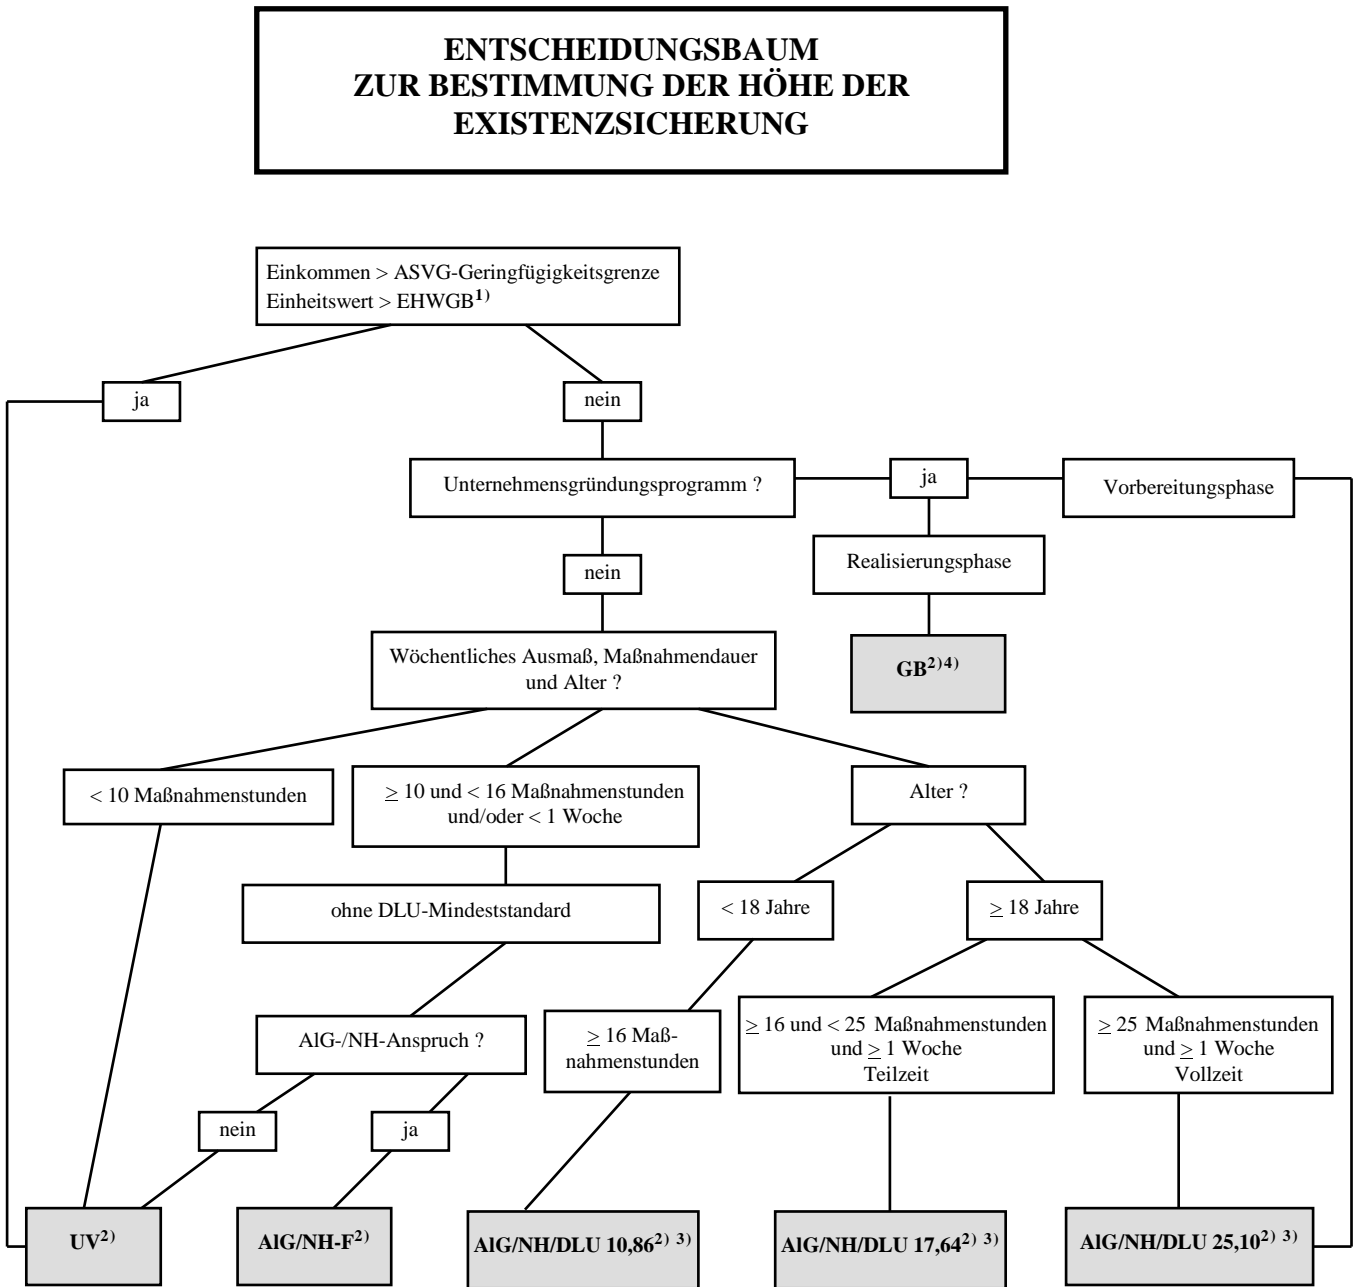 ENTSCHEIDUNGSBAUM
ZUR BESTIMMUNG DER HÖHE DER
EXISTENZSICHERUNG
Einkommen > ASVG-Geringfügigkeitsgrenze
Einheitswert > EHWGB1)
ja
nein
Unternehmensgründungsprogramm ?
ja
Vorbereitungsphase
nein
Realisierungsphase
Wöchentliches Ausmaß, Maßnahmendauer
und Alter ?
GB2)4)
< 10 Maßnahmenstunden
≥ 10 und < 16 Maßnahmenstunden
und/oder < 1 Woche
Alter ?
ohne DLU-Mindeststandard
< 18 Jahre
≥ 18 Jahre
AlG-/NH-Anspruch ?
≥ 16 Maß-
nahmenstunden
≥ 16 und < 25 Maßnahmenstunden
und ≥ 1 Woche
Teilzeit
≥ 25 Maßnahmenstunden
und ≥ 1 Woche
Vollzeit
nein
ja
UV2)
AlG/NH-F2)
AlG/NH/DLU 10,862) 3)
AlG/NH/DLU 17,642) 3)
AlG/NH/DLU 25,102) 3)